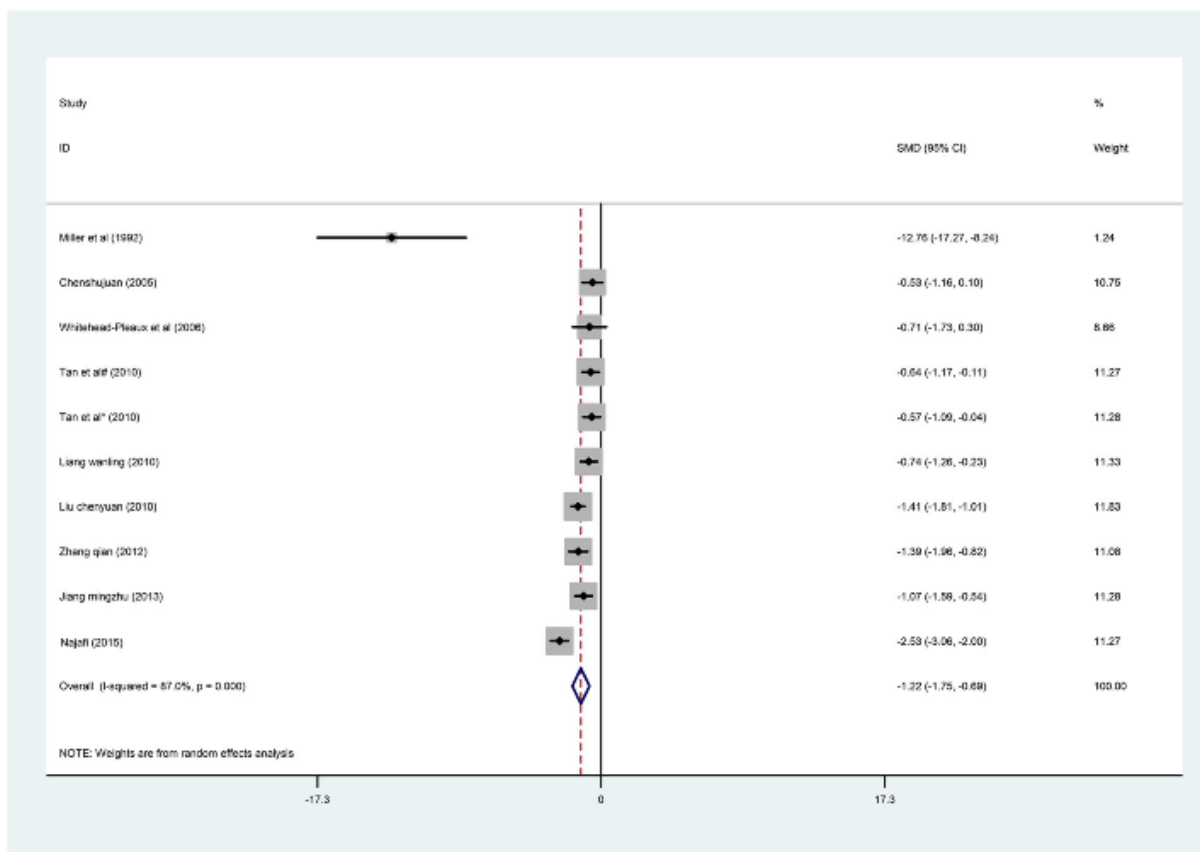 Study %
ID SMD (95% CI) Weight
Miller et al (1992) -12.76 (-17.27, -8.24) 1.24
Chenshujuan (2005) -0.53 (-1.16, 0.10) 10.75
Whitehead-Pleaux et al (2006) -0.71 (-1.73, 0.30) 8.66
Tan et al# (2010) -0.64 (-1.17, -0.11) 11.27
Tan et al* (2010) -0.57 (-1.09, -0.04) 11.28
Liang wanling (2010) -0.74 (-1.26, -0.23) 11.33
Liu chenyuan (2010) -1.41 (-1.81, -1.01) 11.83
Zhang qian (2012) -1.39 (-1.96, -0.82) 11.08
Jiang mingzhu (2013) -1.07 (-1.59, -0.54) 11.28
Najafi (2015) -2.53 (-3.06, -2.00) 11.27
Overall (I-squared = 87.0%, p = 0.000) -1.22 (-1.75, -0.69) 100.00
NOTE: Weights are from random effects analysis
-17.3 0 17.3